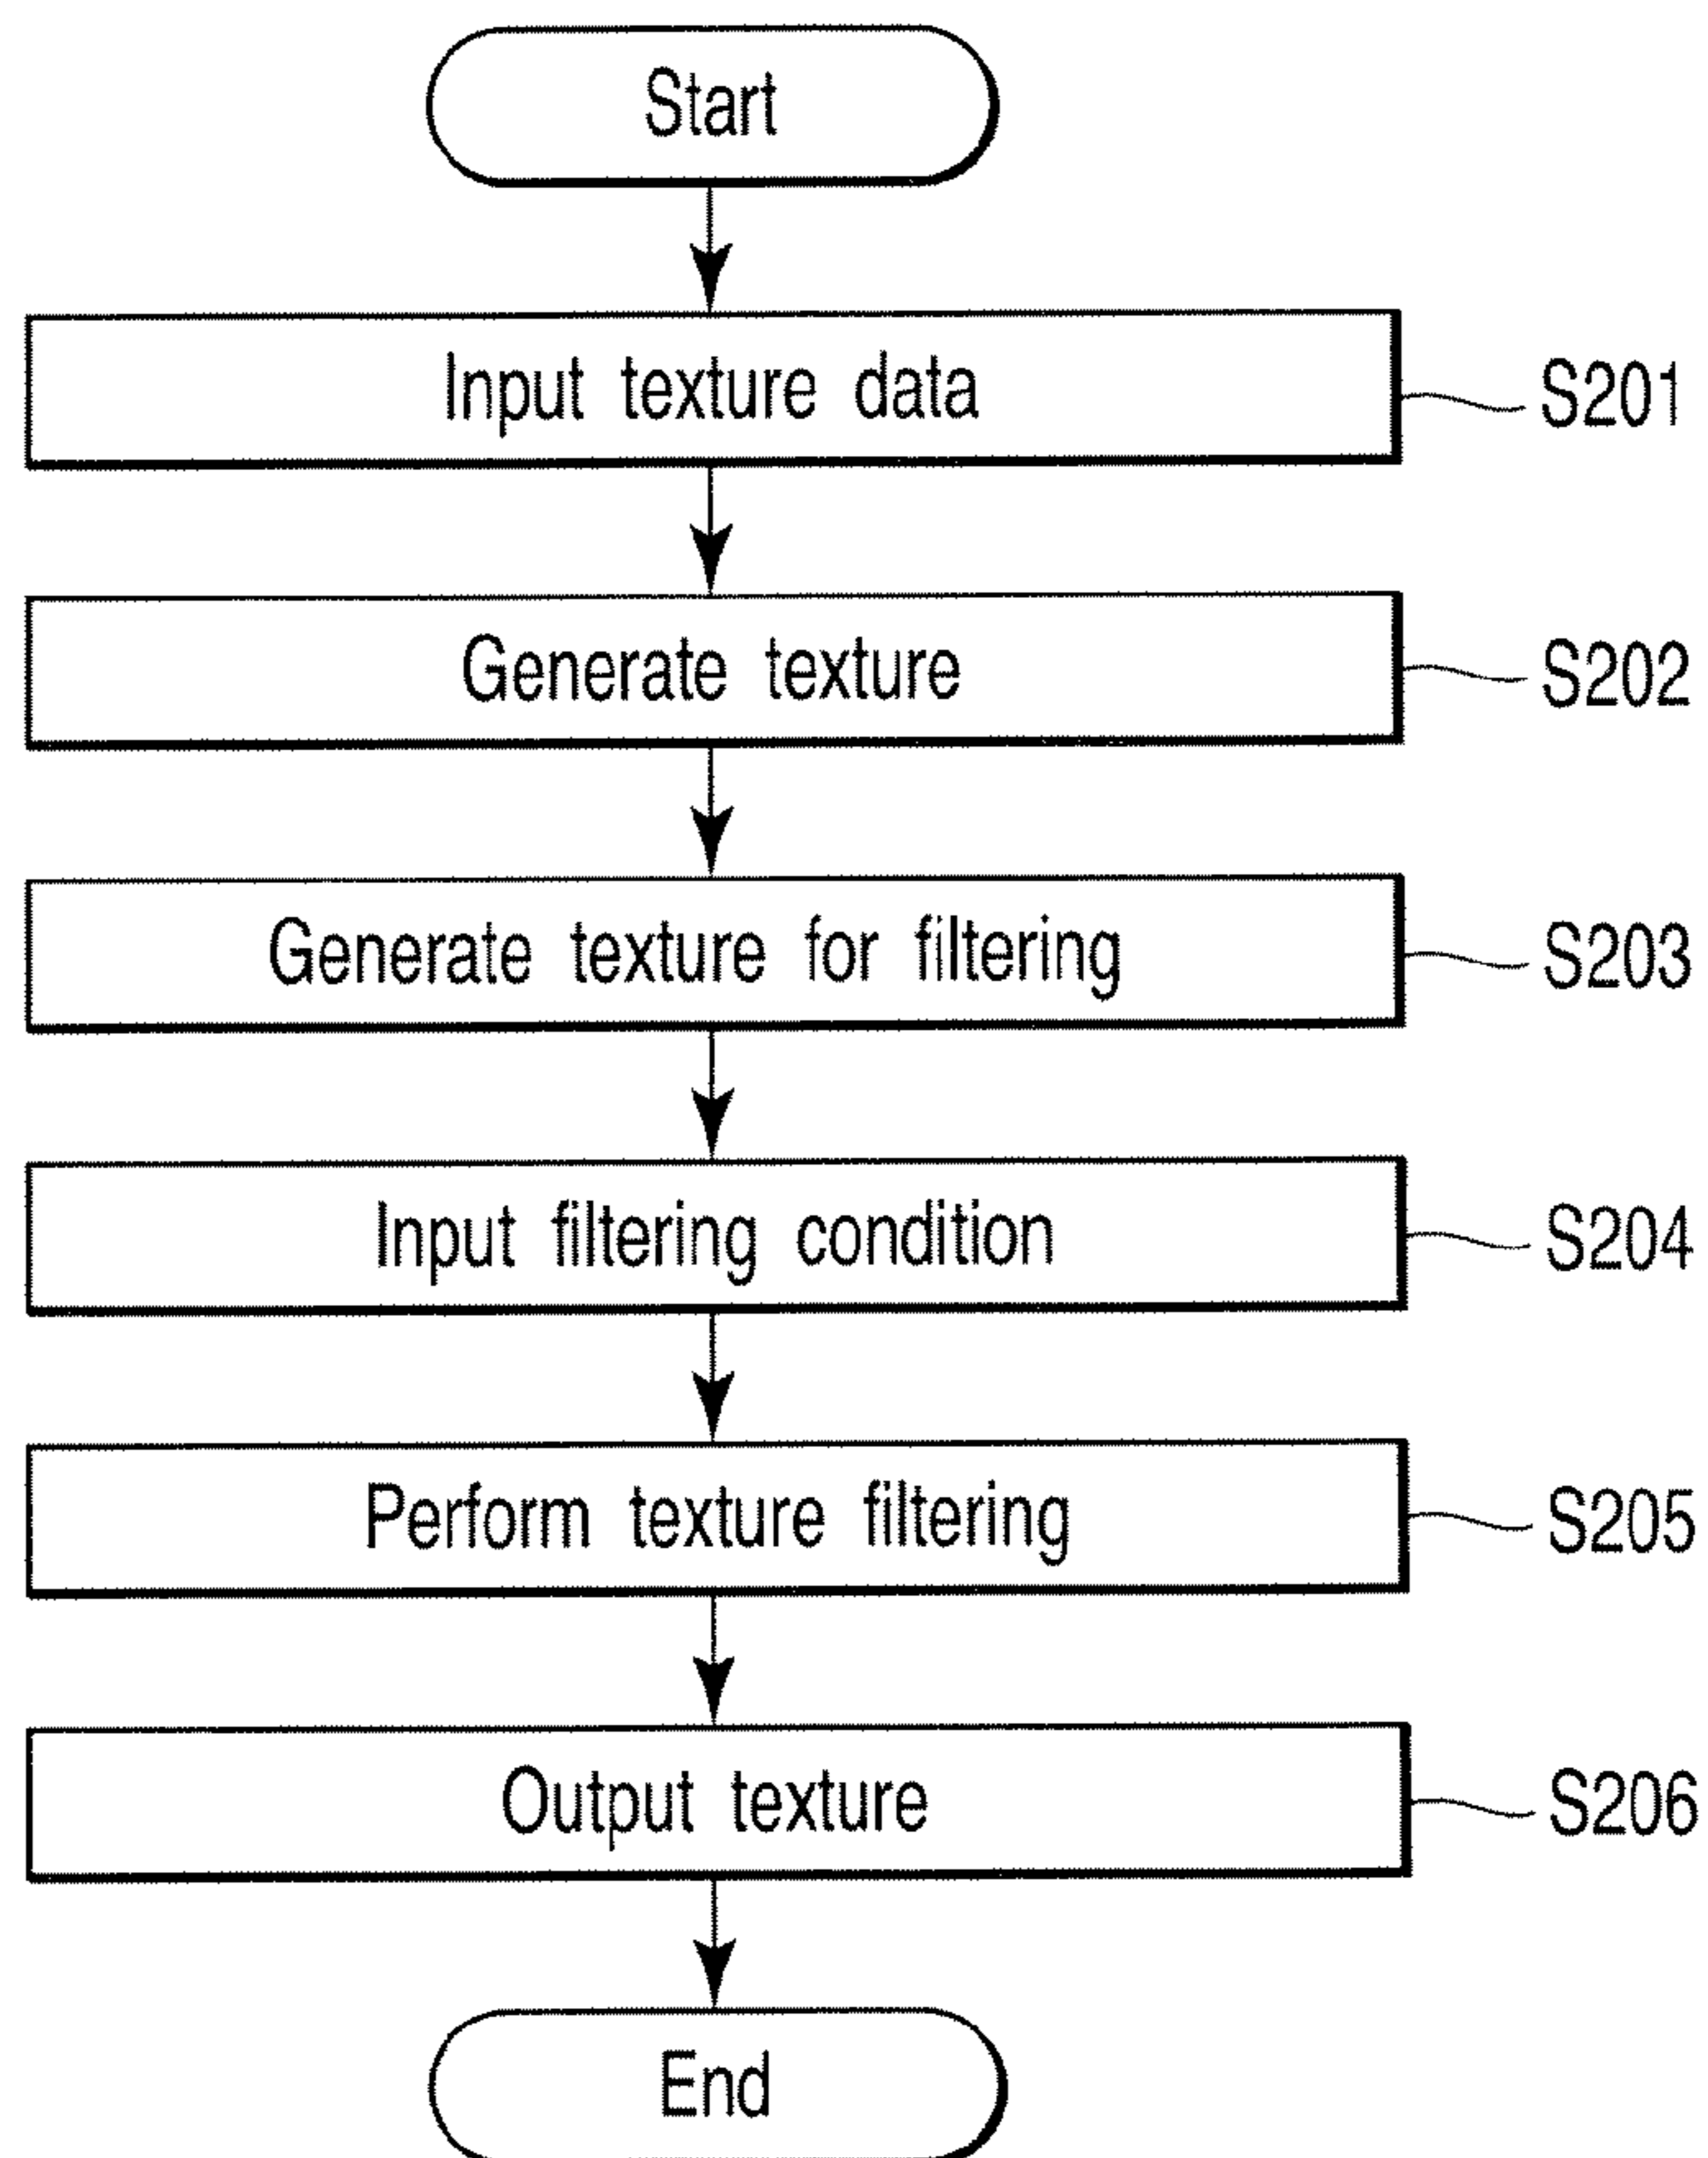 Start
Input texture data
S201
Generate texture
S202
Generate texture for filtering
S203
Input filtering condition
S204
Perform texture filtering
S205
Output texture
S206
End